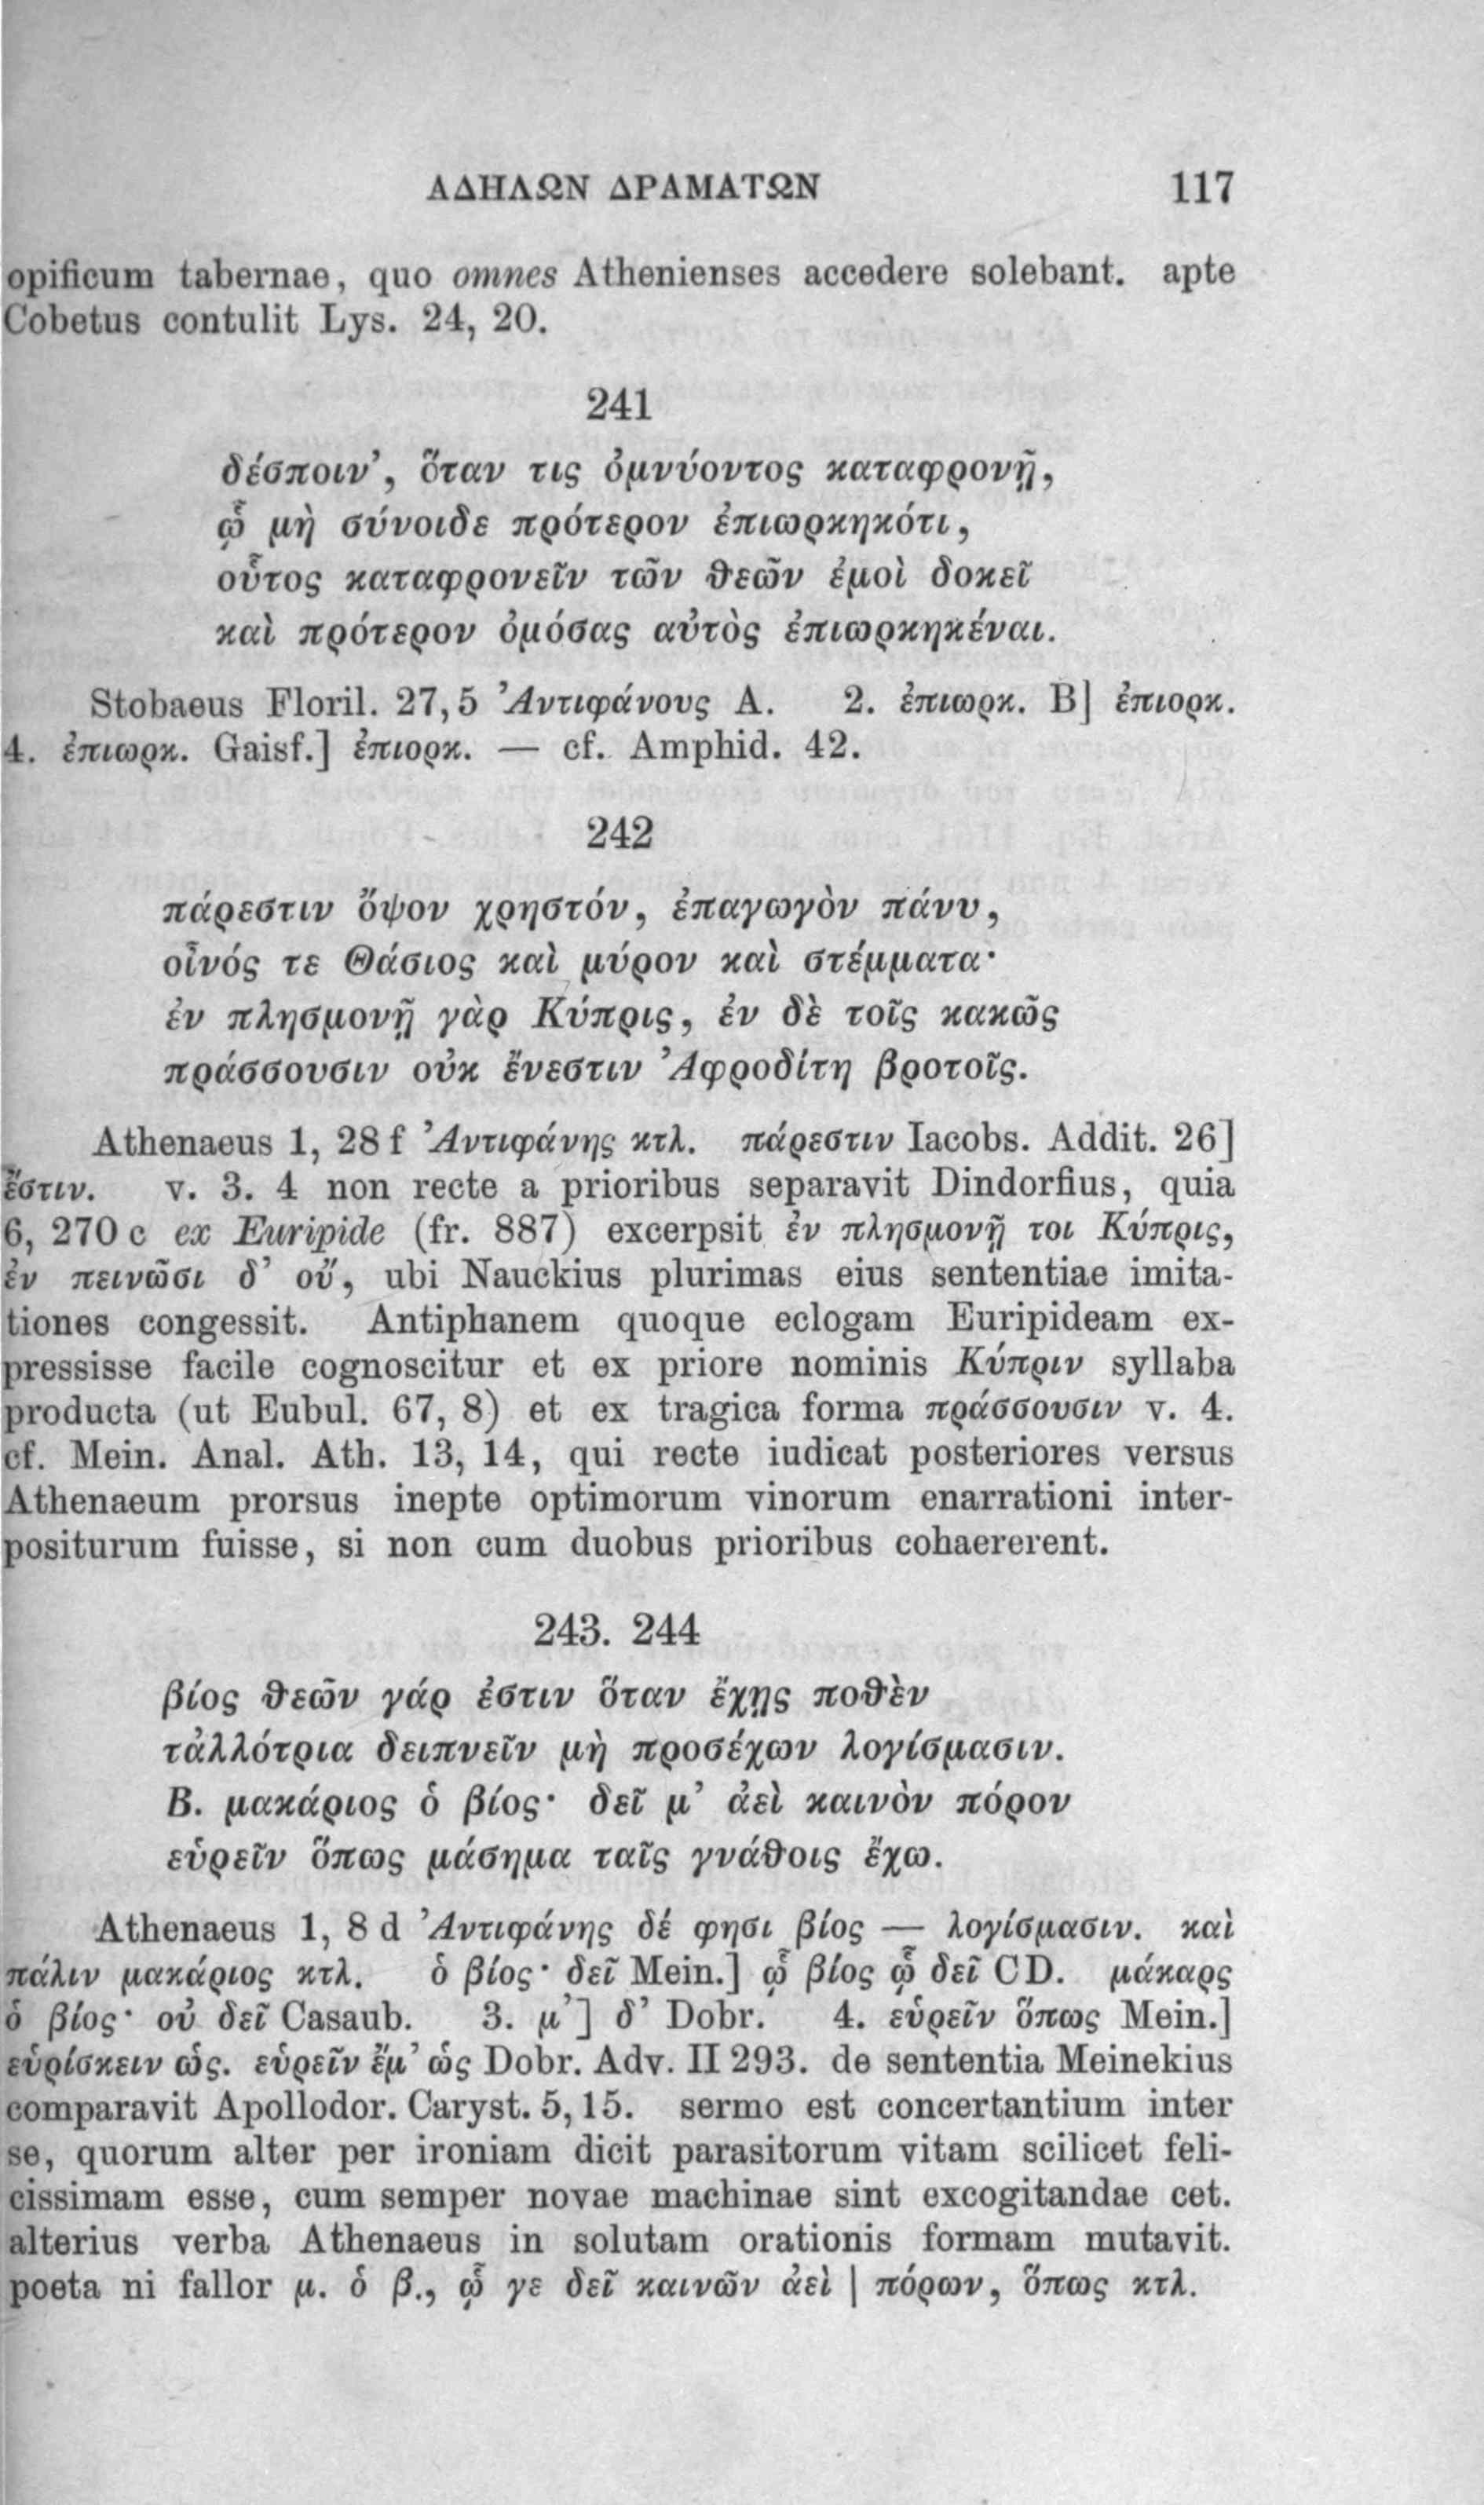 ΑΔΗΛΩΝ ΔΡΑΜΑΤΩΝ 117
opificum tabernae, quo omnes Athenienses accedere solebant. apte
Cobetus contulit Lys. 24, 20.
241
δέσποιν', ὅταν τις ὀμνύοντος καταφρονῇ,
ᾧ μὴ σύνοιδε πρότερον ἐπιωρκηκότι,
οὗτος καταφρονεῖν τῶν θεῶν ἐμοὶ δοκεῖ
καὶ πρότερον ὀμόσας αὐτὸς ἐπιωρκηκέναι.
Stobaeus Floril. 27, 5 Ἀντιφάνους A. 2. ἐπιωρκ. B] ἐπιορκ.
4. ἐπιωρκ. Gaisf.] ἐπιορκ. — cf. Amphid. 42.
242
πάρεστιν ὄψον χρηστόν, ἐπαγωγὸν πάνυ,
οἶνός τε Θάσιος καὶ μύρον καὶ στέμματα·
ἐν πλησμονῇ γὰρ Κύπρις, ἐν δὲ τοῖς κακῶς
πράσσουσιν οὐκ ἔνεστιν Ἀφροδίτη βροτοῖς.
Athenaeus 1, 28 f Ἀντιφάνης κτλ. πάρεστιν Iacobs. Addit. 26]
ἔστιν. v. 3. 4 non recte a prioribus separavit Dindorfius, quia
6, 270 c ex Euripide (fr. 887) excerpsit ἐν πλησμονῇ τοι Κύπρις,
ἐν πεινῶσι δ' οὔ, ubi Nauckius plurimas eius sententiae imita-
tiones congessit. Antiphanem quoque eclogam Euripideam ex-
pressisse facile cognoscitur et ex priore nominis Κύπριν syllaba
producta (ut Eubul. 67, 8) et ex tragica forma πράσσουσιν v. 4.
cf. Mein. Anal. Ath. 13, 14, qui recte iudicat posteriores versus
Athenaeum prorsus inepte optimorum vinorum enarrationi inter-
positurum fuisse, si non cum duobus prioribus cohaererent.
243. 244
βίος θεῶν γάρ ἐστιν ὅταν ἔχῃς ποθὲν
τἀλλότρια δειπνεῖν μὴ προσέχων λογίσμασιν.
B. μακάριος ὁ βίος· δεῖ μ' ἀεὶ καινὸν πόρον
εὑρεῖν ὅπως μάσημα ταῖς γνάθοις ἔχω.
Athenaeus 1, 8 d Ἀντιφάνης δέ φησι βίος — λογίσμασιν. καὶ
πάλιν μακάριος κτλ. ὁ βίος· δεῖ Mein.] ᾧ βίος ᾧ δεῖ CD. μάκαρς
ὁ βίος· οὐ δεῖ Casaub. 3. μ'] δ' Dobr. 4. εὑρεῖν ὅπως Mein.]
εὑρίσκειν ὡς. εὑρεῖν ἔμ' ὡς Dobr. Adv. II 293. de sententia Meinekius
comparavit Apollodor. Caryst. 5, 15. sermo est concertantium inter
se, quorum alter per ironiam dicit parasitorum vitam scilicet feli-
cissimam esse, cum semper novae machinae sint excogitandae cet.
alterius verba Athenaeus in solutam orationis formam mutavit.
poeta ni fallor μ. ὁ β., ᾧ γε δεῖ καινῶν ἀεὶ | πόρων, ὅπως κτλ.